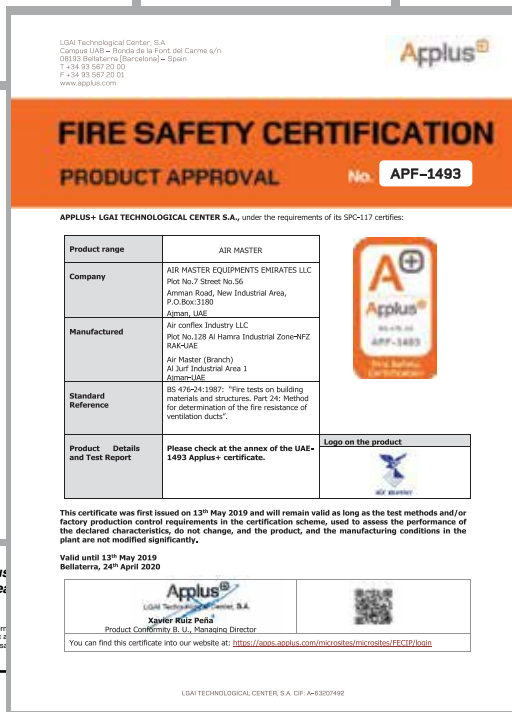 LGAI Technological Center, S.A
Campus UAB – Ronda de la Font del Carme s/n
08193 Bellaterra (Barcelona) – Spain
T +34 93 567 20 00
F +34 93 567 20 01
www.applus.com
Applus+
FIRE SAFETY CERTIFICATION
PRODUCT APPROVAL
No. APF-1493
APPLUS+ LGAI TECHNOLOGICAL CENTER S.A., under the requirements of its SPC-117 certifies:
Product range
AIR MASTER
Company
AIR MASTER EQUIPMENTS EMIRATES LLC
Plot No.7 Street No.56
Amman Road, New Industrial Area,
P.O.Box:3180
Ajman, UAE
Manufactured
Air conflex Industry LLC
Plot No.128 Al Hamra Industrial Zone-NFZ
RAK-UAE
Air Master (Branch)
Al Jurf Industrial Area 1
Ajman-UAE
Standard
Reference
BS 476-24:1987: "Fire tests on building
materials and structures. Part 24: Method
for determination of the fire resistance of
ventilation ducts".
A+
Applus+
APF-1493
Fire Safety
Certification
Product Details
and Test Report
Please check at the annex of the UAE-
1493 Applus+ certificate.
Logo on the product
AIR MASTER
This certificate was first issued on 13th May 2019 and will remain valid as long as the test methods and/or
factory production control requirements in the certification scheme, used to assess the performance of
the declared characteristics, do not change, and the product, and the manufacturing conditions in the
plant are not modified significantly.
Valid until 13th May 2019
Bellaterra, 24th April 2020
Applus+
LGAI Technological Center, S.A.
Xavier Ruiz Peña
Product Conformity B. U., Managing Director
You can find this certificate into our website at: https://apps.applus.com/microsites/microsites/FECIP/login
LGAI TECHNOLOGICAL CENTER, S.A. CIF: A-63207492